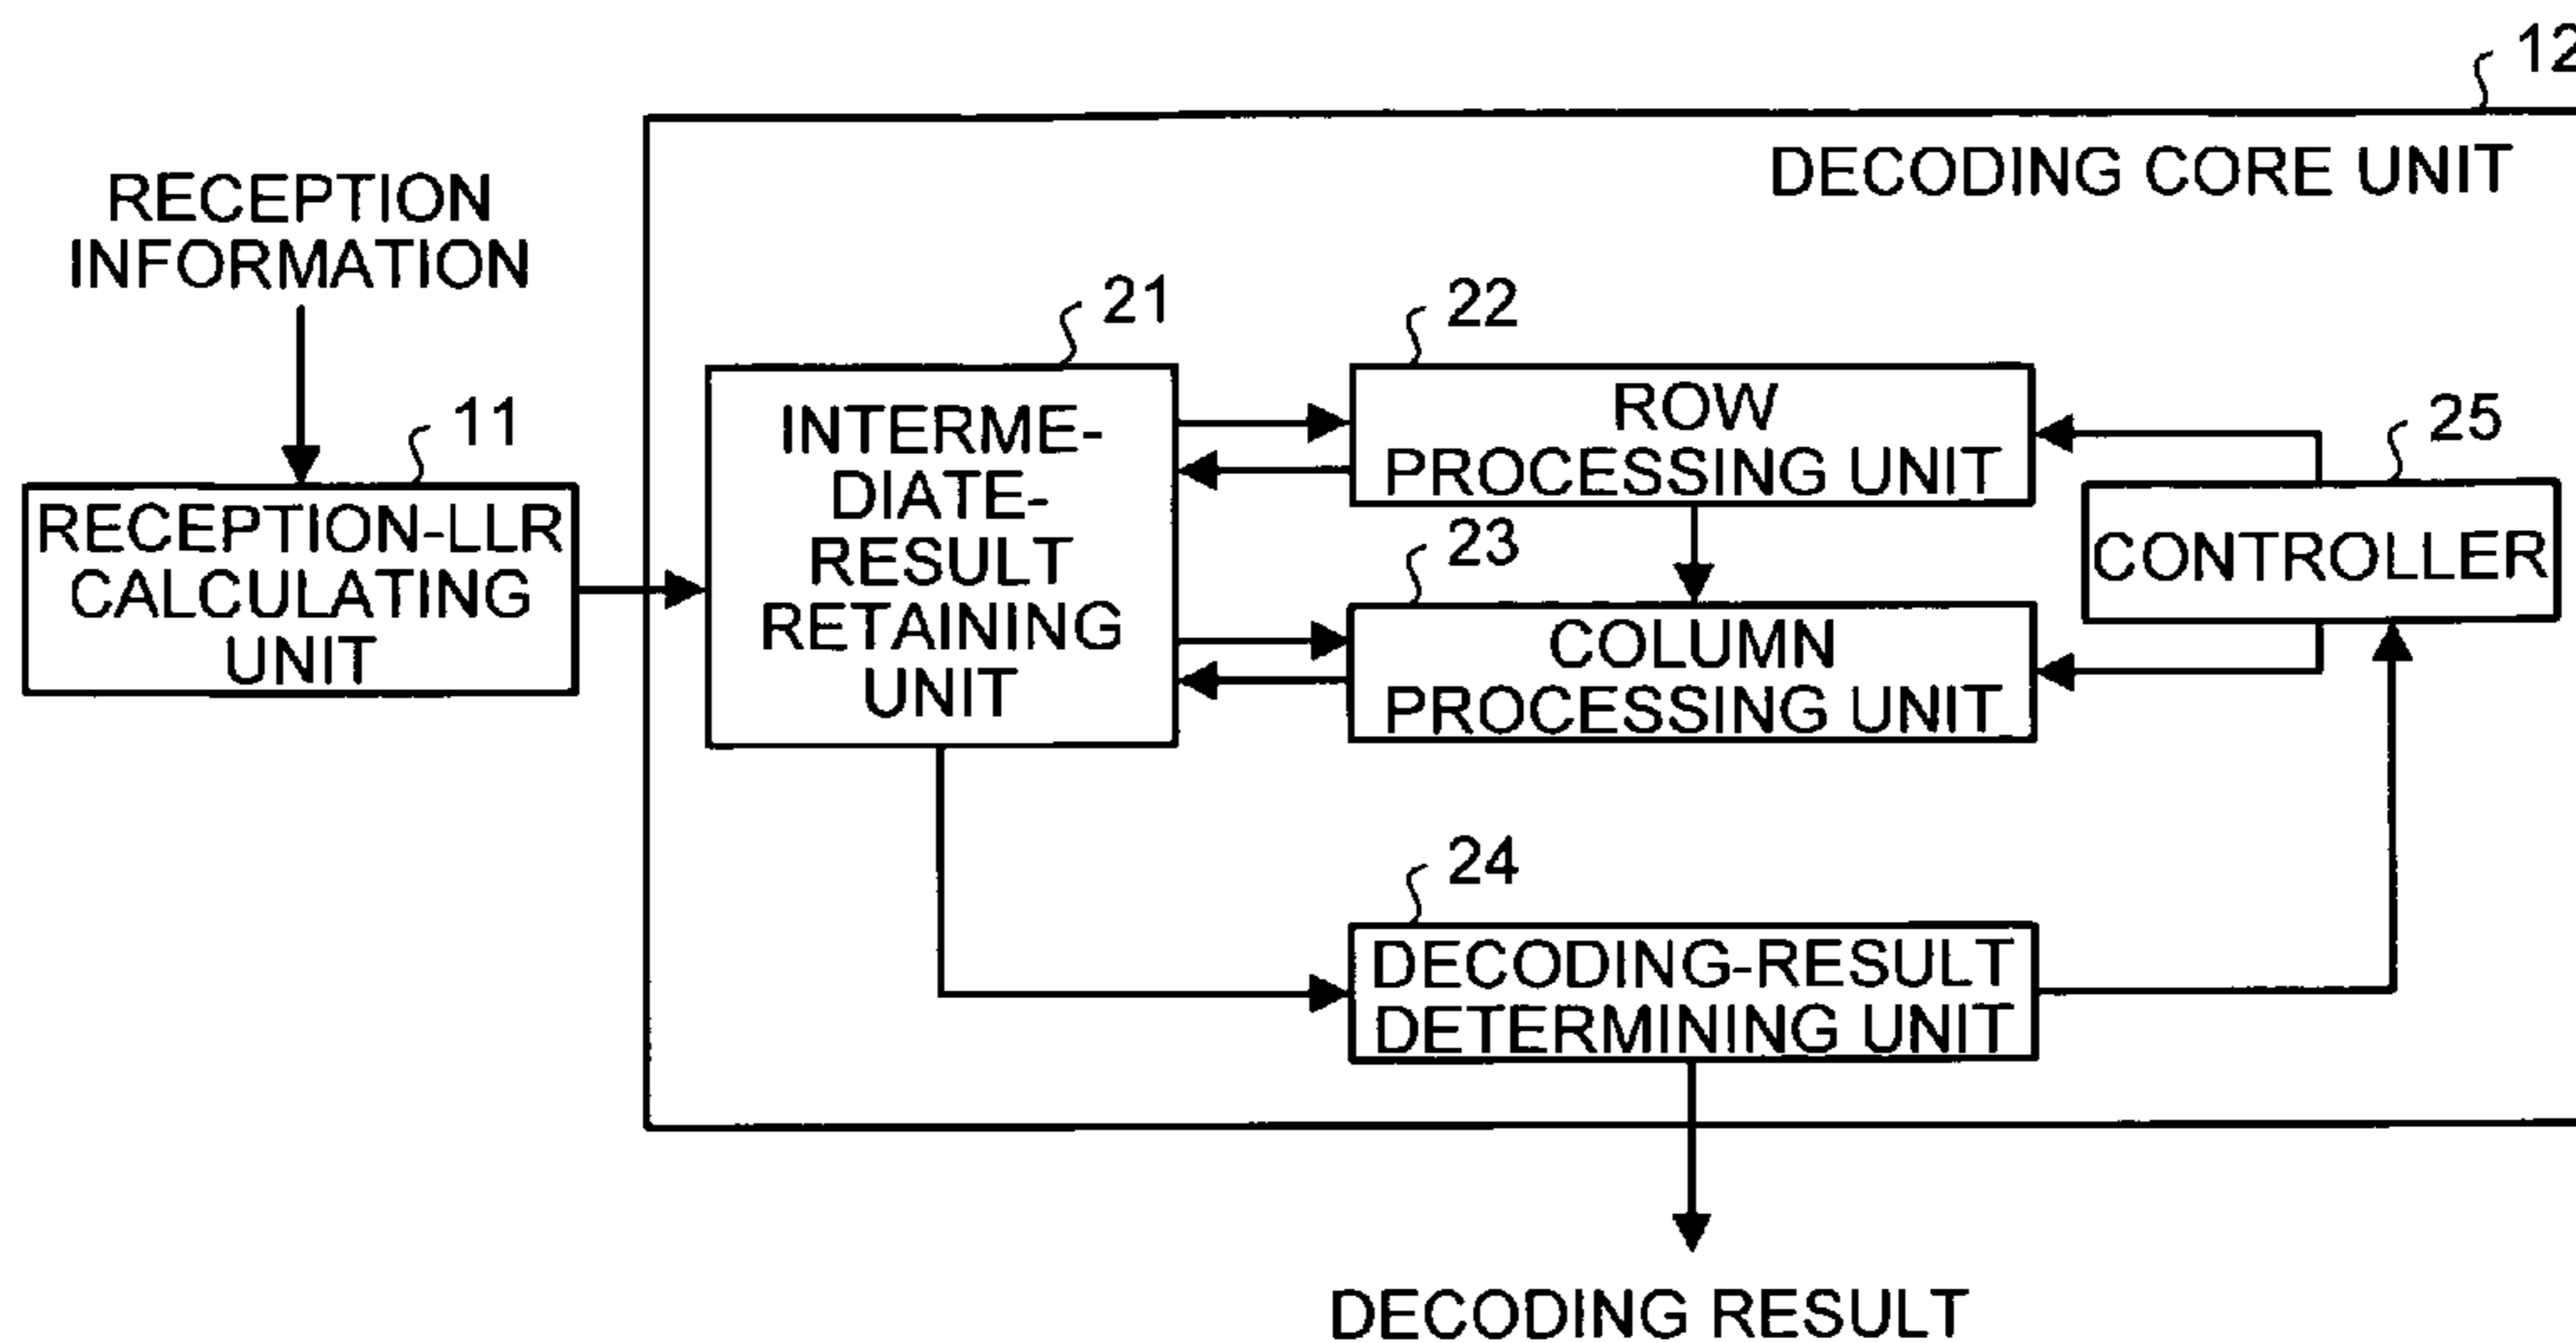 12
DECODING CORE UNIT
RECEPTION
INFORMATION
21
22
11
INTERME-
DIATE-
RESULT
RETAINING
UNIT
ROW
PROCESSING UNIT
25
RECEPTION-LLR
CALCULATING
UNIT
23
CONTROLLER
COLUMN
PROCESSING UNIT
24
DECODING-RESULT
DETERMINING UNIT
DECODING RESULT